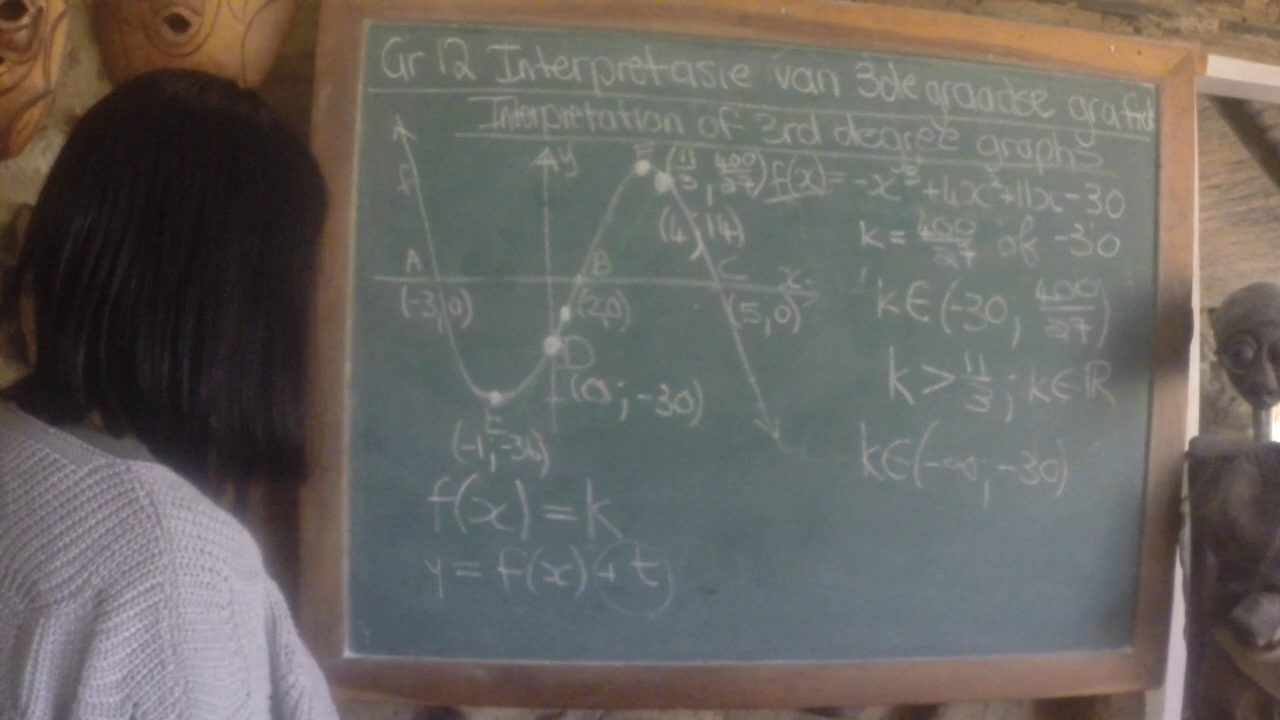 Gr 12 Interpretasie van 3de graadse grafiek
Interpretation of 3rd degree graphs
f
y
F
(11/3, 400/27)
f(x) = -x³ + 4x² + 11x - 30
(4, 14)
k = 400/27 of -30
A
B
C
x
(-3, 0)
(2,0)
(5, 0)
k ∈ (-30, 400/27)
D
(0; -30)
k > 11/3; k ∈ ℝ
E
(-1; -36)
k ∈ (-∞, -30)
f(x) = k
y = f(x) + t